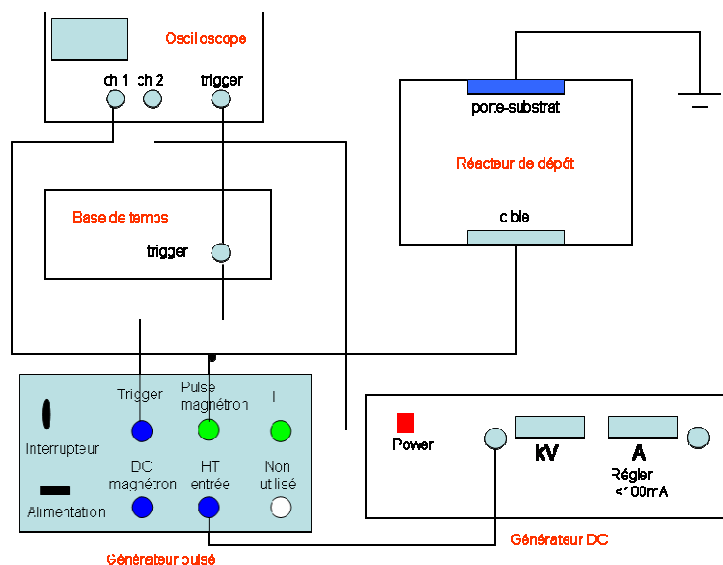 Oscilloscope
ch 1 ch 2 trigger
porte-substrat
Réacteur de dépôt
cible
Base de temps
trigger
Trigger
Pulse
magnétron
I
Interrupteur
DC
magnétron
HT
entrée
Non
utilisé
Alimentation
Power
kV
A
Régler
<100mA
Générateur DC
Générateur pulsé